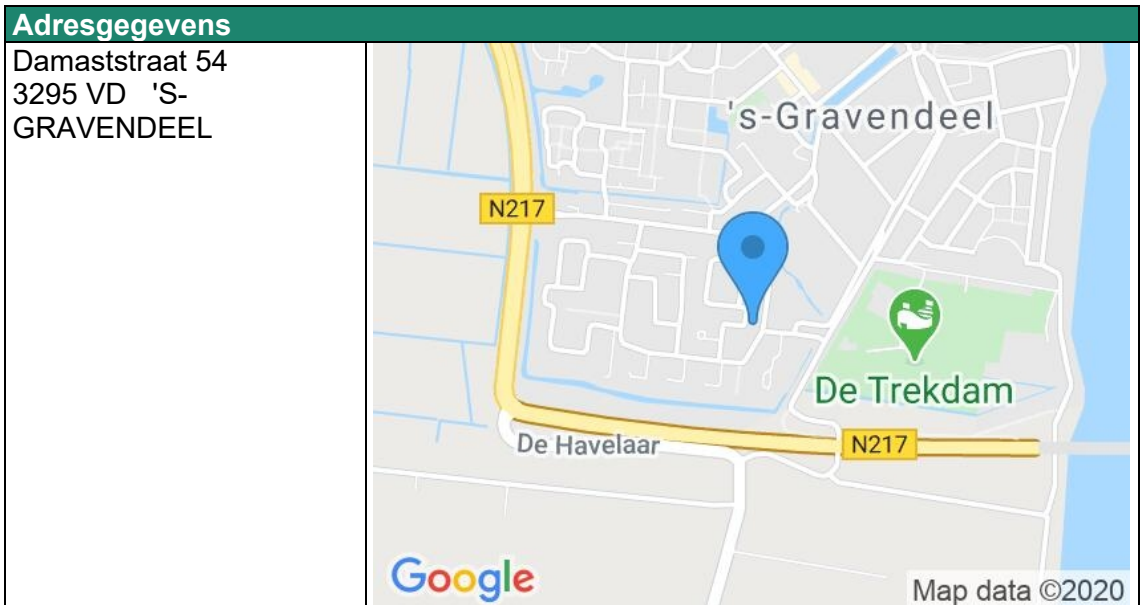 Adresgegevens
Damaststraat 54
3295 VD 'S-
GRAVENDEEL
's-Gravendeel
N217
De Trekdam
De Havelaar
N217
Google
Map data ©2020